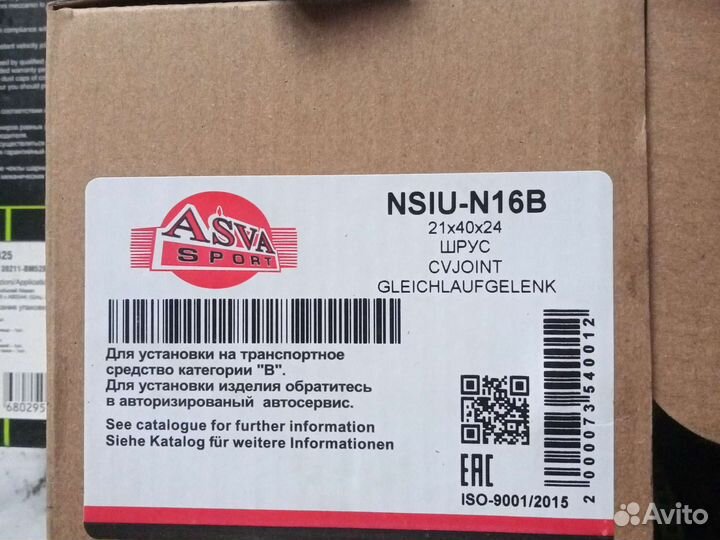 ASVA
SPORT
NSIU-N16B
21x40x24
ШРУС
CVJOINT
GLEICHLAUFGELENK
Для установки на транспортное
средство категории "В".
Для установки изделия обратитесь
в авторизированый автосервис.
See catalogue for further information
Siehe Katalog für weitere Informationen
EAC
ISO-9001/2015
2 000073 540012
680295
Avito